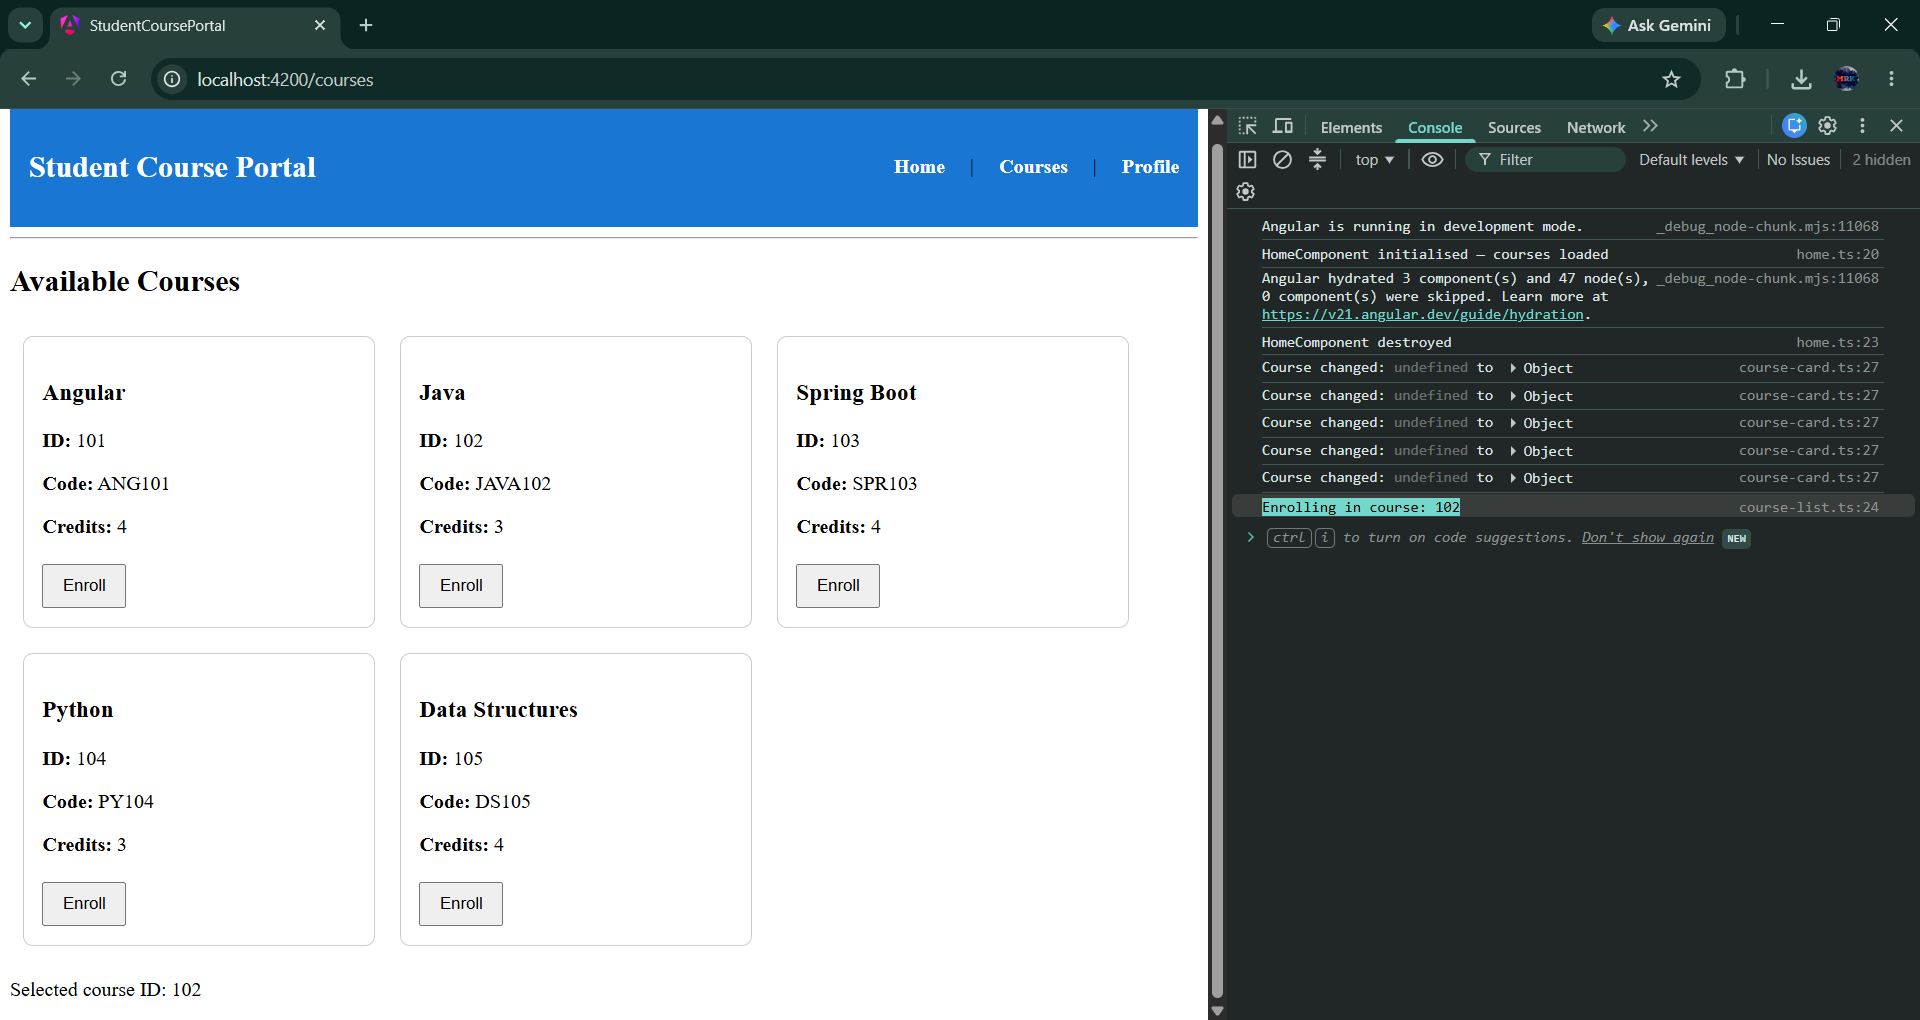 StudentCoursePortal
Ask Gemini
localhost:4200/courses
Student Course Portal
Home | Courses | Profile
Available Courses
Angular
ID: 101
Code: ANG101
Credits: 4
Enroll
Java
ID: 102
Code: JAVA102
Credits: 3
Enroll
Spring Boot
ID: 103
Code: SPR103
Credits: 4
Enroll
Python
ID: 104
Code: PY104
Credits: 3
Enroll
Data Structures
ID: 105
Code: DS105
Credits: 4
Enroll
Selected course ID: 102
Elements Console Sources Network
top Filter Default levels No Issues 2 hidden
Angular is running in development mode. _debug_node-chunk.mjs:11068
HomeComponent initialised – courses loaded home.ts:20
Angular hydrated 3 component(s) and 47 node(s), _debug_node-chunk.mjs:11068
0 component(s) were skipped. Learn more at
https://v21.angular.dev/guide/hydration.
HomeComponent destroyed home.ts:23
Course changed: undefined to Object course-card.ts:27
Course changed: undefined to Object course-card.ts:27
Course changed: undefined to Object course-card.ts:27
Course changed: undefined to Object course-card.ts:27
Course changed: undefined to Object course-card.ts:27
Enrolling in course: 102 course-list.ts:24
ctrl i to turn on code suggestions. Don't show again NEW